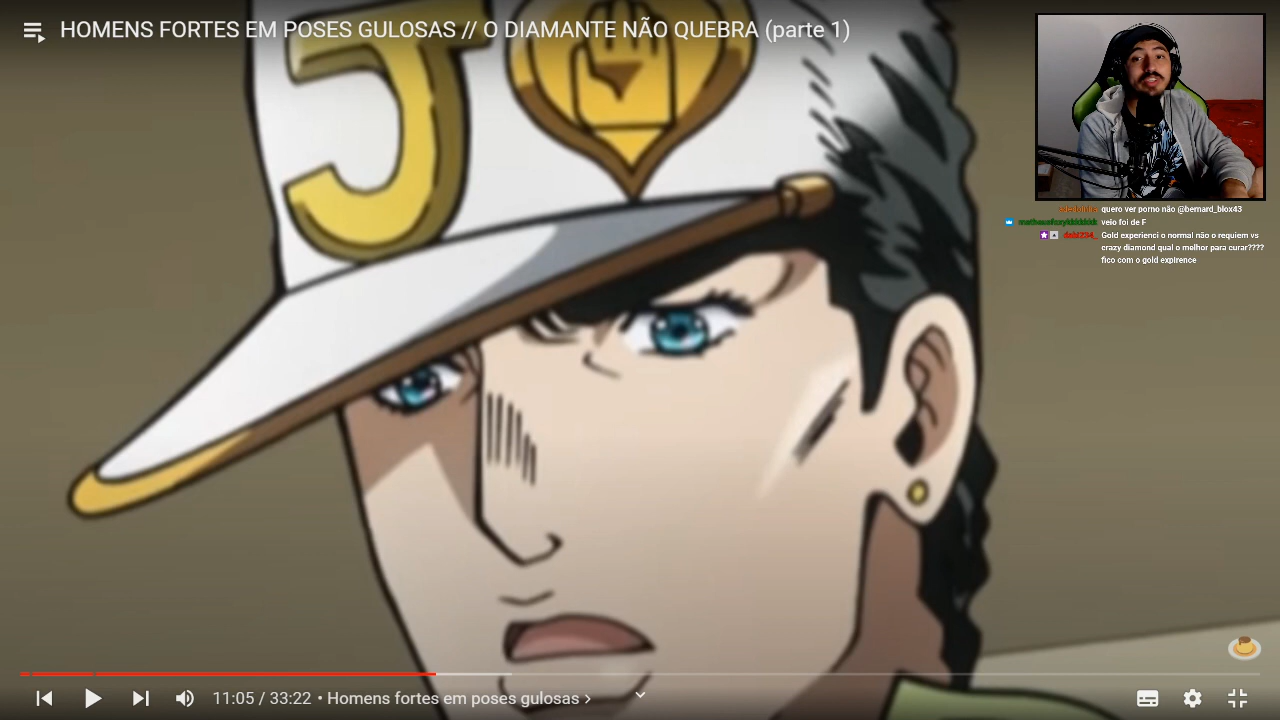 HOMENS FORTES EM POSES GULOSAS // O DIAMANTE NÃO QUEBRA (parte 1)
J
quero ver porno não @bernard_blox43
veio foi de F
Gold experienci o normal não o requiem vs
crazy diamond qual o melhor para curar????
fico com o gold expirence
11:05 / 33:22 • Homens fortes em poses gulosas